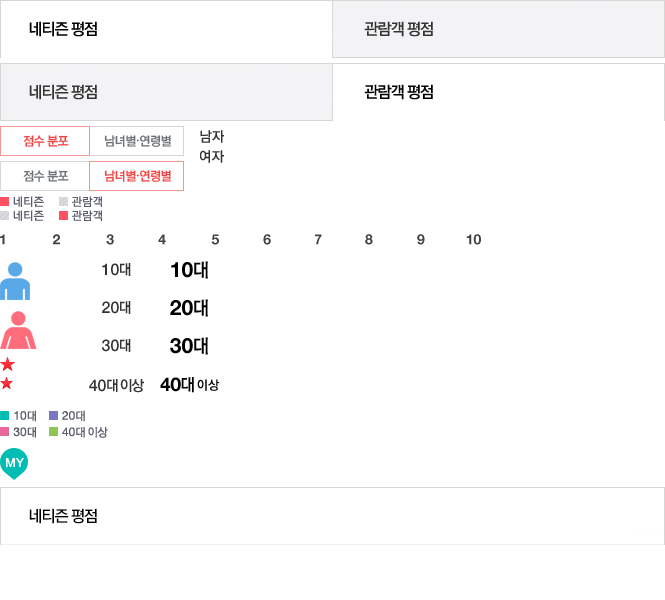 네티즌 평점 관람객 평점
네티즌 평점 관람객 평점
점수 분포 남녀별·연령별 남자
여자
점수 분포 남녀별·연령별
네티즌 관람객
네티즌 관람객
1 2 3 4 5 6 7 8 9 10
10대 10대
20대 20대
30대 30대
40대 이상 40대 이상
10대 20대
30대 40대 이상
MY
네티즌 평점